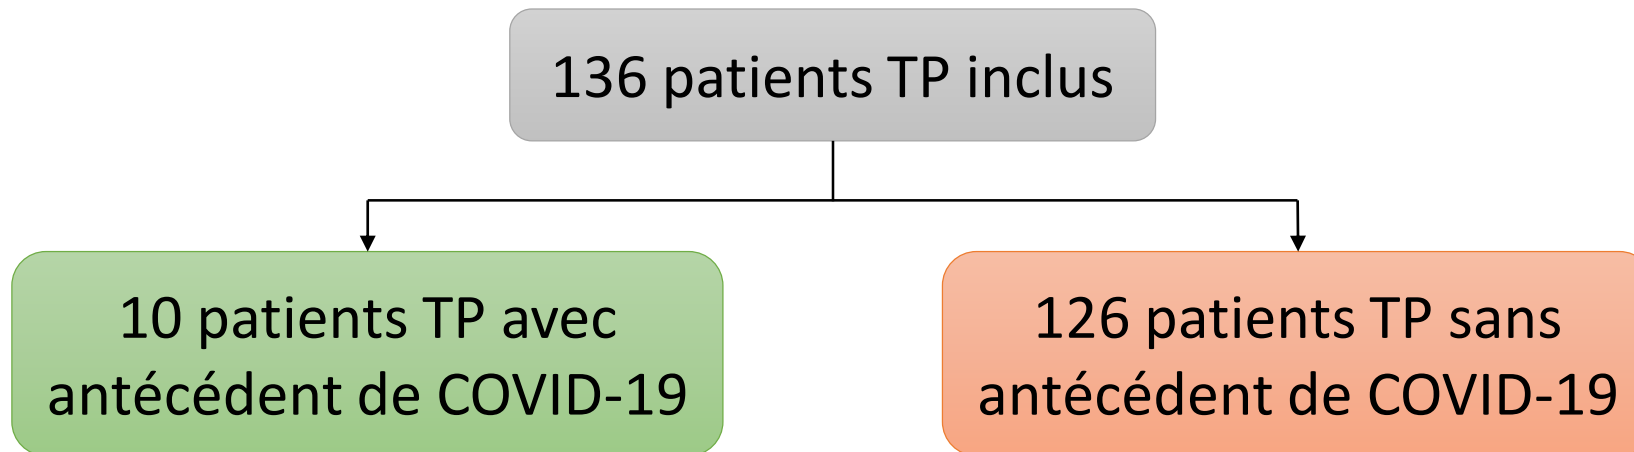 136 patients TP inclus
10 patients TP avec
antécédent de COVID-19
126 patients TP sans
antécédent de COVID-19